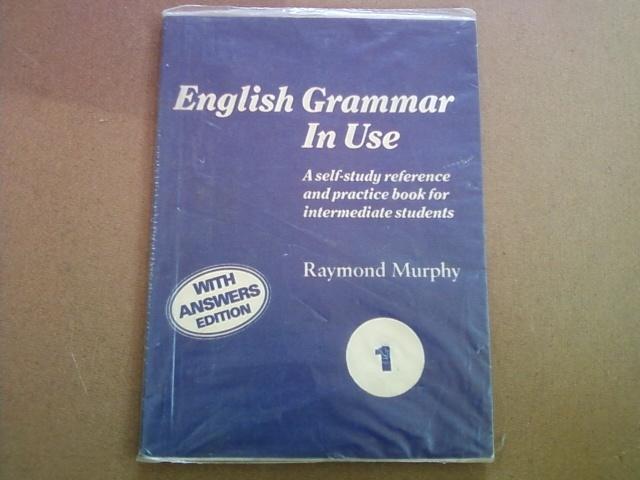 English Grammar
In Use
A self-study reference
and practice book for
intermediate students
Raymond Murphy
WITH
ANSWERS
EDITION
1